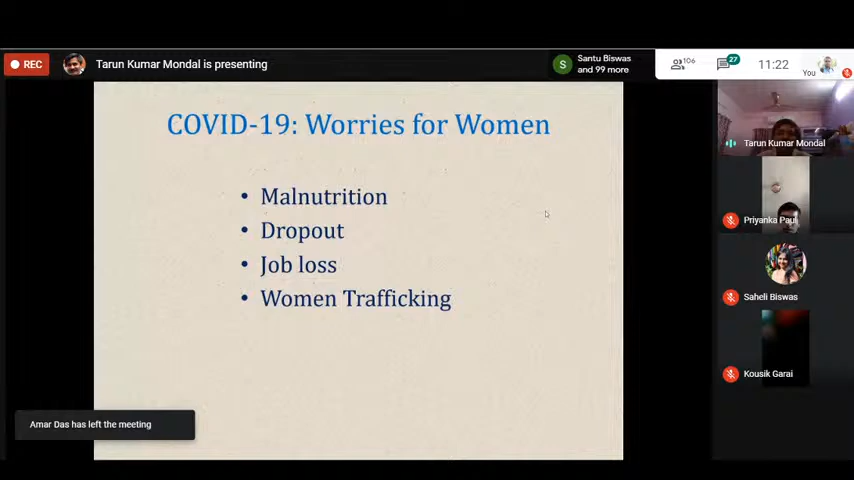 REC
Tarun Kumar Mondal is presenting
S
Santu Biswas
and 99 more
106
27
11:22
You
COVID-19: Worries for Women
• Malnutrition
• Dropout
• Job loss
• Women Trafficking
Tarun Kumar Mondal
Priyanka Paul
Saheli Biswas
Kousik Garai
Amar Das has left the meeting